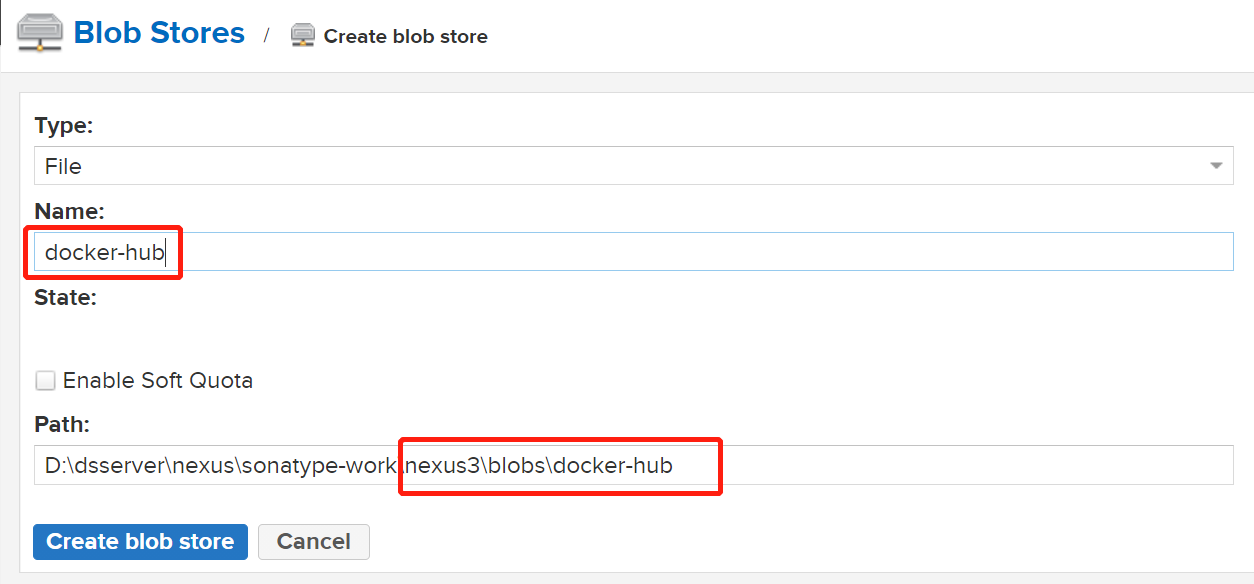 Blob Stores / Create blob store
Type:
File
Name:
docker-hub
State:
Enable Soft Quota
Path:
D:\dsserver\nexus\sonatype-work\nexus3\blobs\docker-hub
Create blob store Cancel